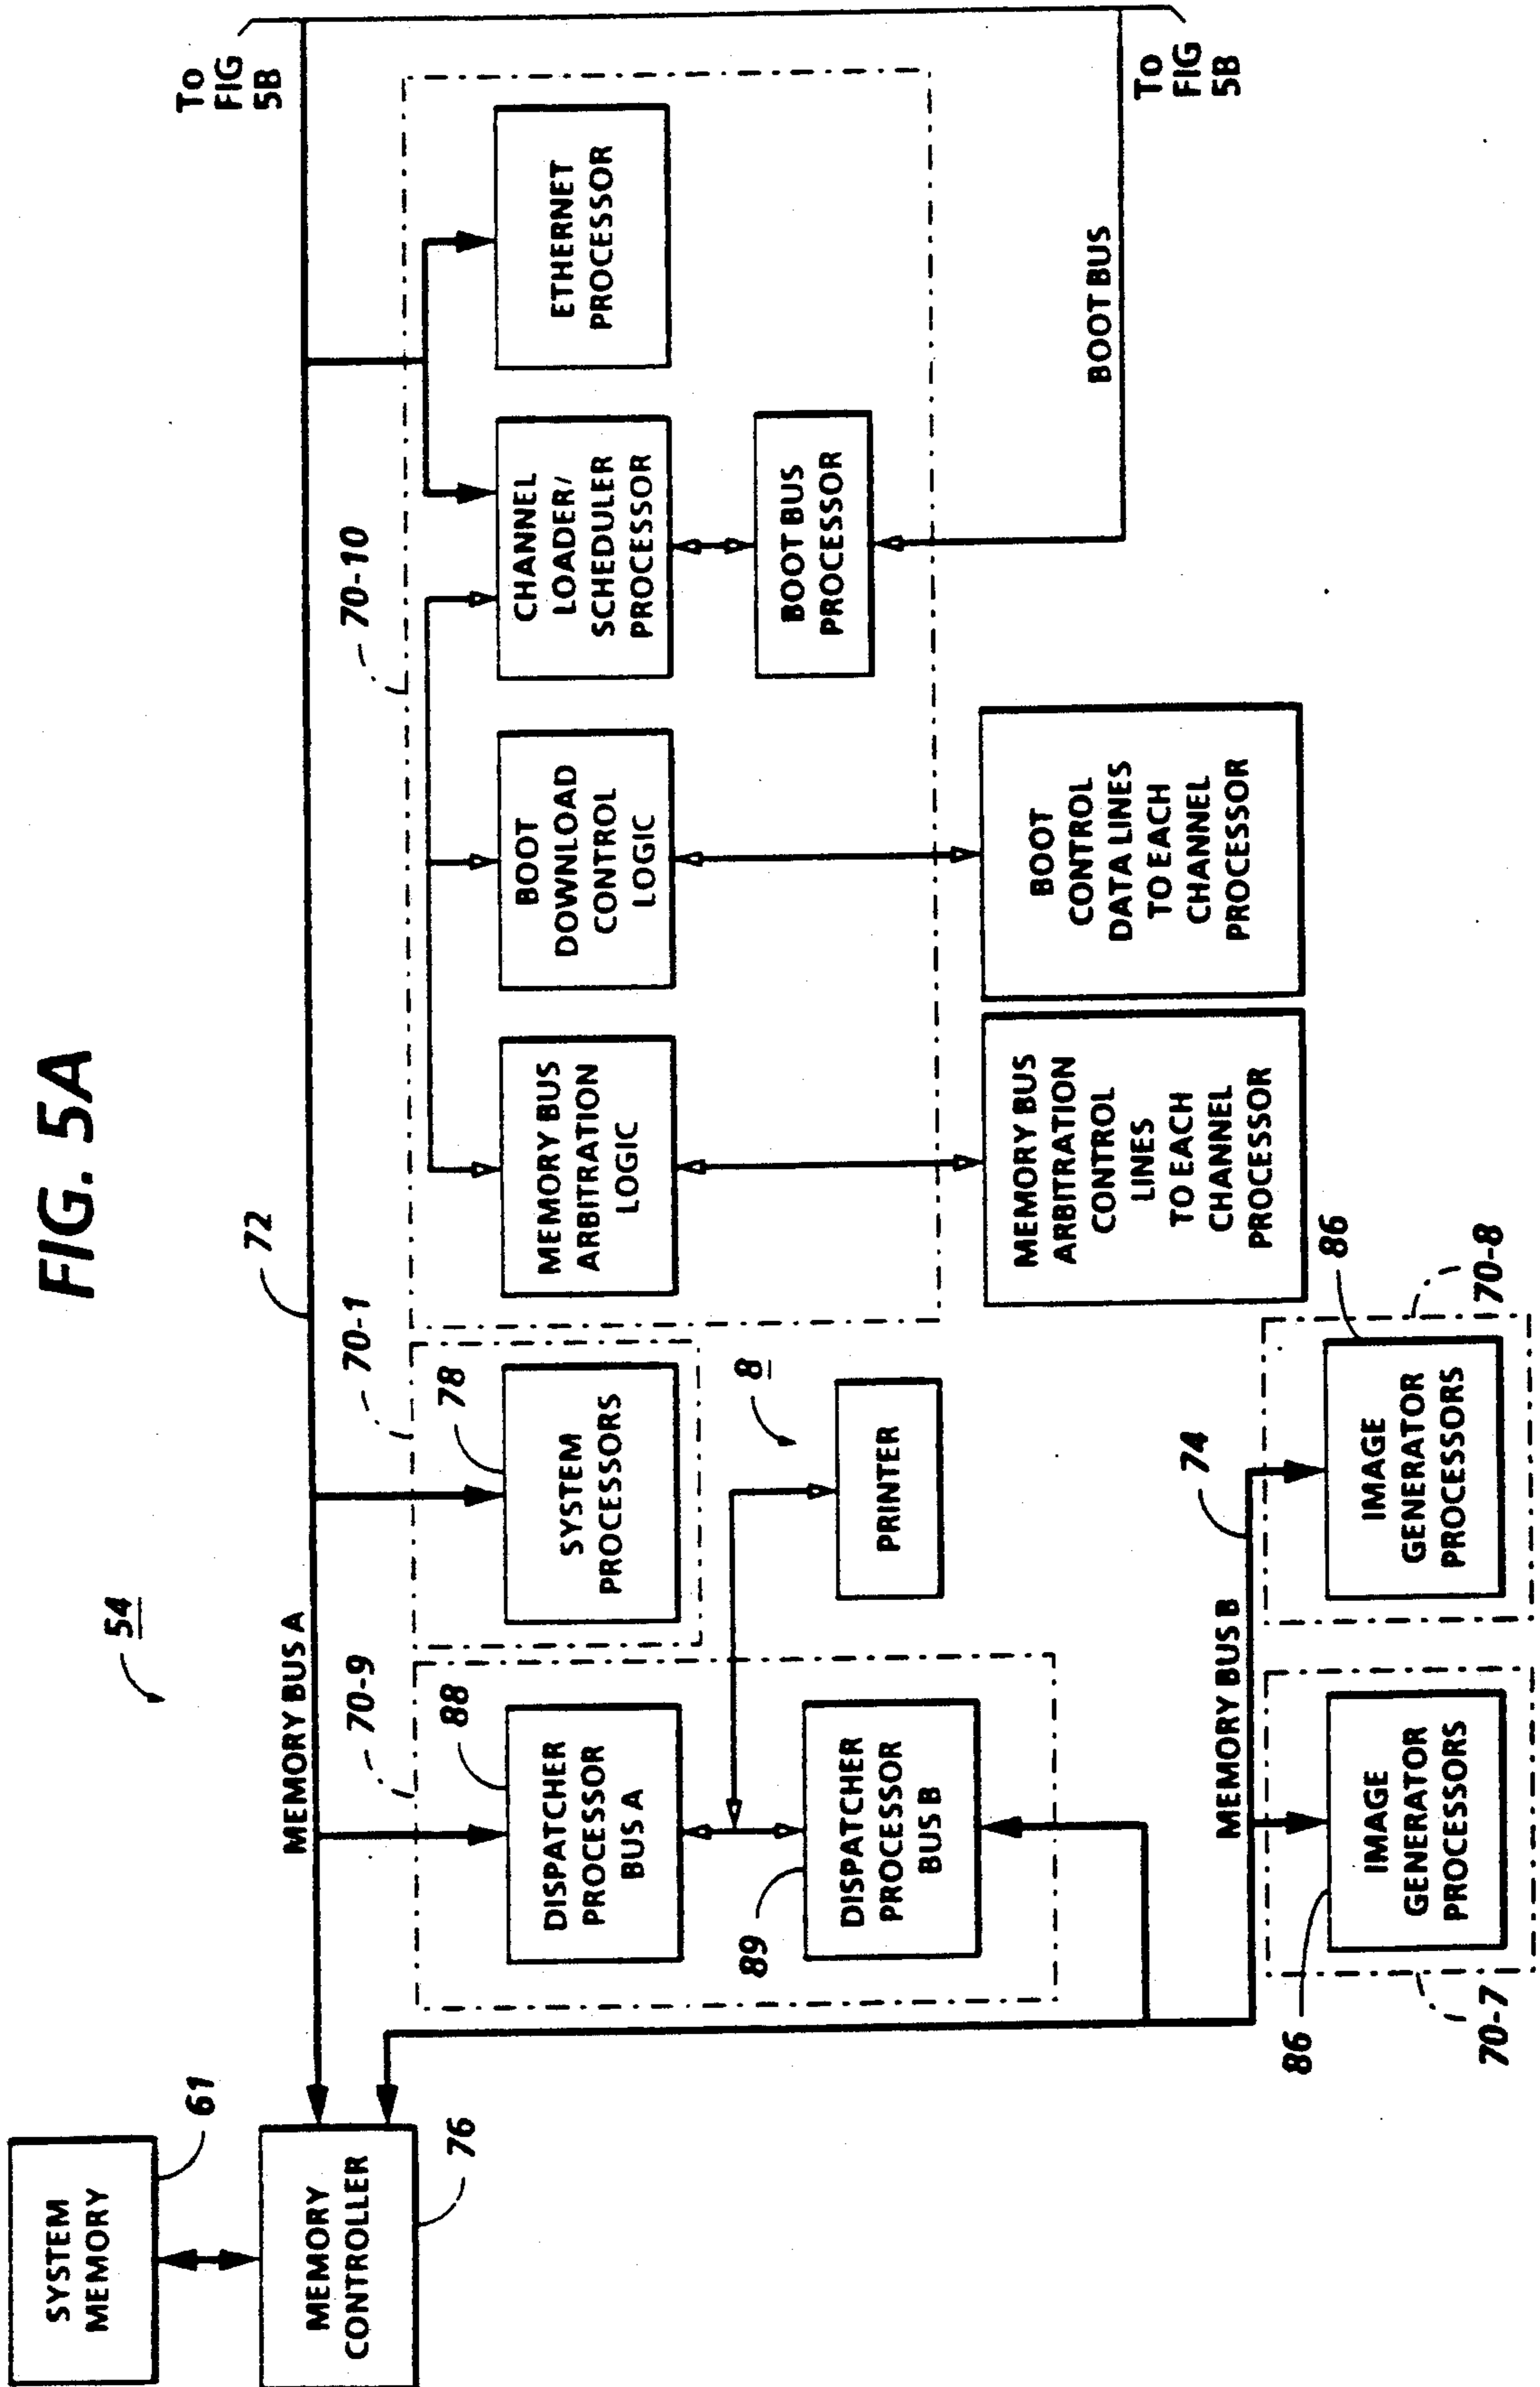 FIG. 5A
54
72
To
FIG
5B
SYSTEM
MEMORY
61
MEMORY
CONTROLLER
76
MEMORY BUS A
70-9
88
DISPATCHER
PROCESSOR
BUS A
89
DISPATCHER
PROCESSOR
BUS B
70-1
78
SYSTEM
PROCESSORS
8
PRINTER
70-10
MEMORY BUS
ARBITRATION
LOGIC
BOOT
DOWNLOAD
CONTROL
LOGIC
CHANNEL
LOADER/
SCHEDULER
PROCESSOR
ETHERNET
PROCESSOR
BOOT BUS
PROCESSOR
BOOT BUS
To
FIG
5B
MEMORY BUS
ARBITRATION
CONTROL
LINES
TO EACH
CHANNEL
PROCESSOR
BOOT
CONTROL
DATA LINES
TO EACH
CHANNEL
PROCESSOR
MEMORY BUS B
74
86
IMAGE
GENERATOR
PROCESSORS
70-7
86
IMAGE
GENERATOR
PROCESSORS
70-8